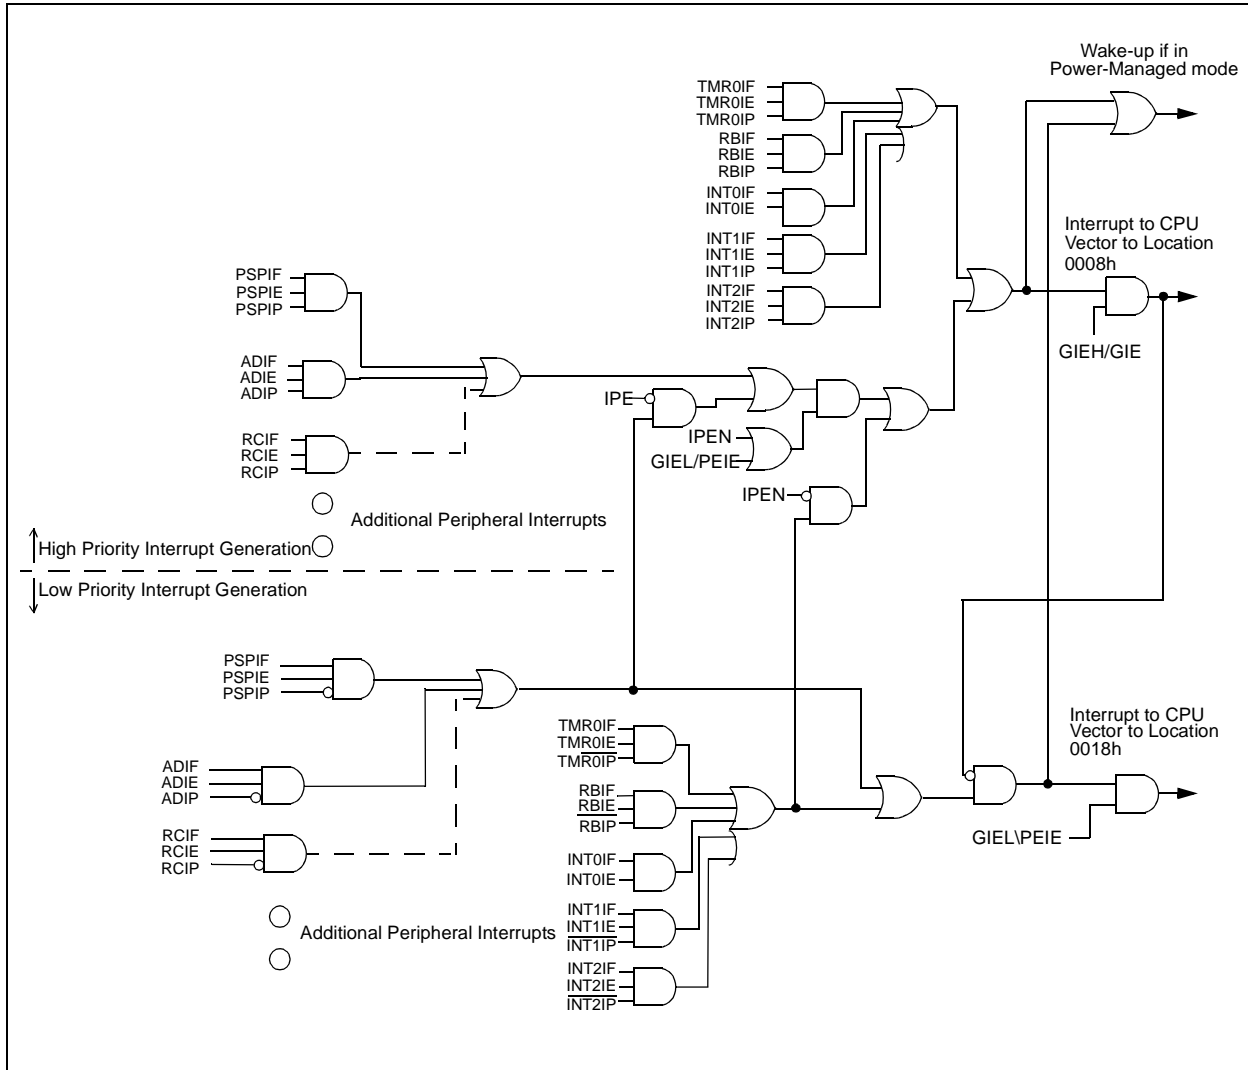 Wake-up if in
Power-Managed mode
TMR0IF
TMR0IE
TMR0IP
RBIF
RBIE
RBIP
INT0IF
INT0IE
INT1IF
INT1IE
INT1IP
INT2IF
INT2IE
INT2IP
Interrupt to CPU
Vector to Location
0008h
GIEH/GIE
PSPIF
PSPIE
PSPIP
ADIF
ADIE
ADIP
RCIF
RCIE
RCIP
IPE
IPEN
GIEL/PEIE
IPEN
Additional Peripheral Interrupts
High Priority Interrupt Generation
Low Priority Interrupt Generation
PSPIF
PSPIE
PSPIP
ADIF
ADIE
ADIP
RCIF
RCIE
RCIP
Additional Peripheral Interrupts
TMR0IF
TMR0IE
TMR0IP
RBIF
RBIE
RBIP
INT0IF
INT0IE
INT1IF
INT1IE
INT1IP
INT2IF
INT2IE
INT2IP
Interrupt to CPU
Vector to Location
0018h
GIEL\PEIE